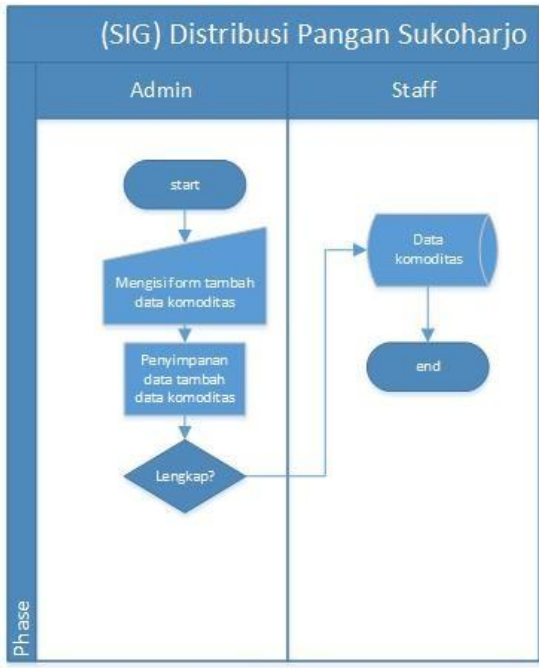 (SIG) Distribusi Pangan Sukoharjo
Admin
Staff
start
Mengisi form tambah
data komoditas
Penyimpanan
data tambah
data komoditas
Lengkap?
Data
komoditas
end
Phase